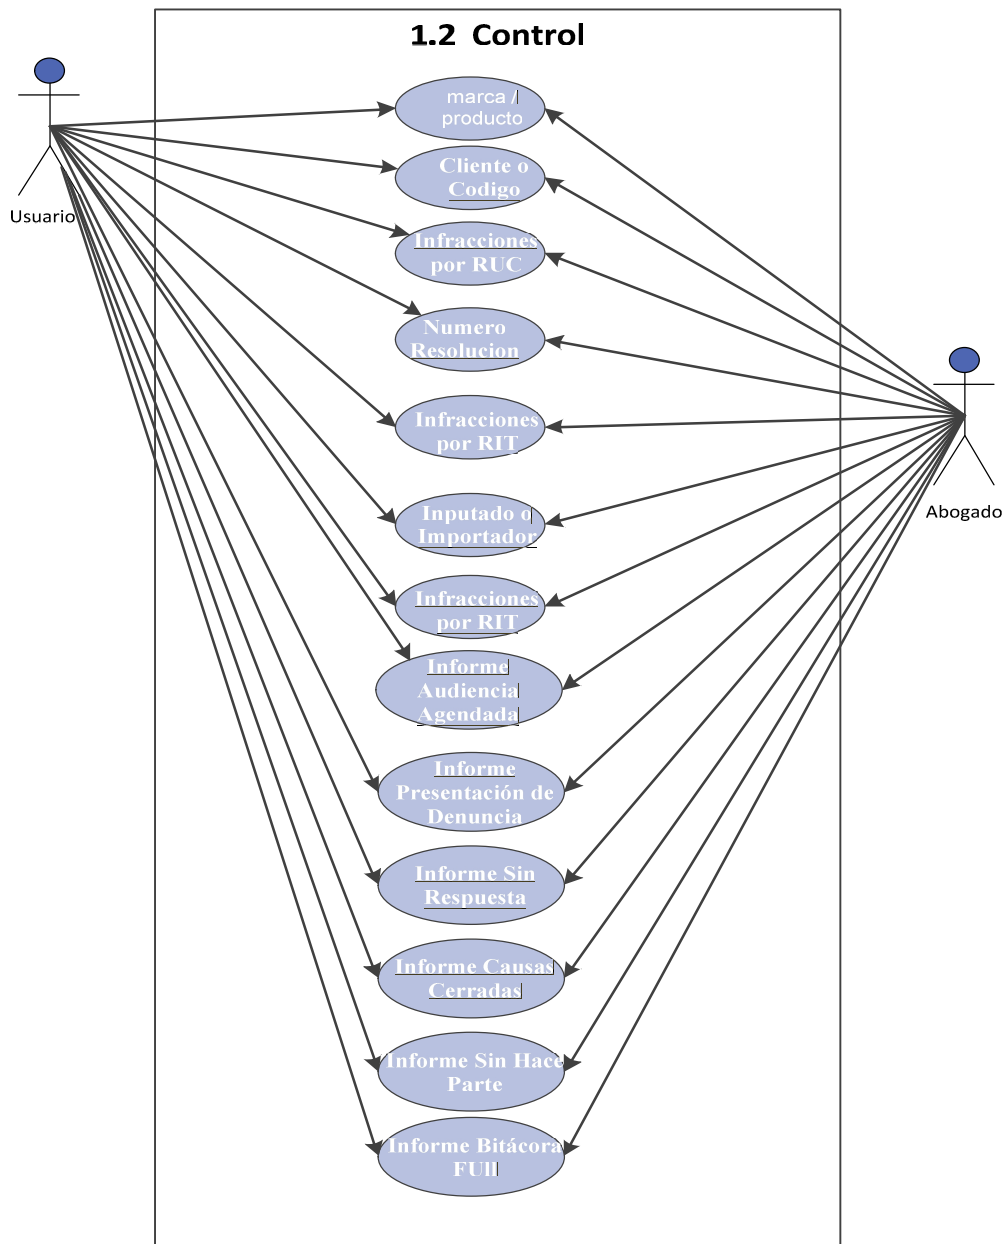 1.2 Control
marca /
producto
Cliente o
Codigo
Usuario
Infracciones
por RUC
Numero
Resolucion
Infracciones
por RIT
Abogado
Inputado o
Importador
Infracciones
por RIT
Informe
Audiencia
Agendada
Informe
Presentación de
Denuncia
Informe Sin
Respuesta
Informe Causas
Cerradas
Informe Sin Hace
Parte
Informe Bitácora
FUll